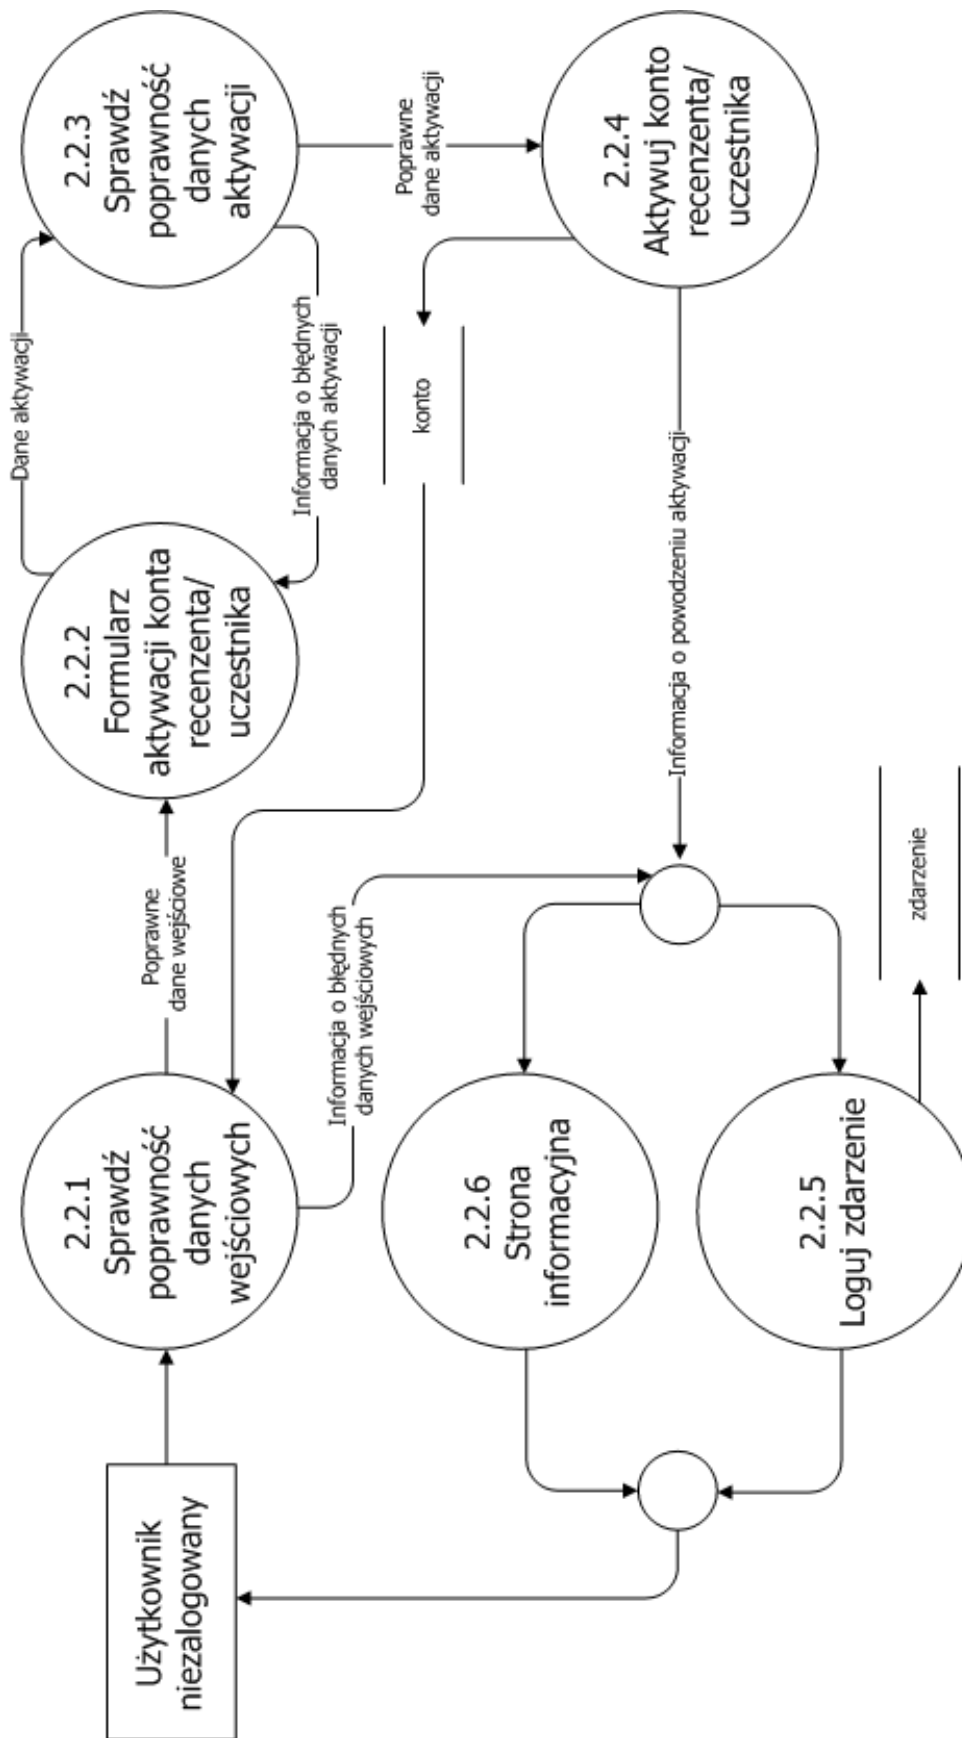 Użytkownik
niezalogowany
2.2.1
Sprawdź
poprawność
danych
wejściowych
Poprawne
dane wejściowe
2.2.2
Formularz
aktywacji konta
recenzenta/
uczestnika
Dane aktywacji
2.2.3
Sprawdź
poprawność
danych
aktywacji
Informacja o błędnych
danych aktywacji
Poprawne
dane aktywacji
konto
Informacja o błędnych
danych wejściowych
2.2.4
Aktywuj konto
recenzenta/
uczestnika
Informacja o powodzeniu aktywacji
2.2.6
Strona
informacyjna
2.2.5
Loguj zdarzenie
zdarzenie